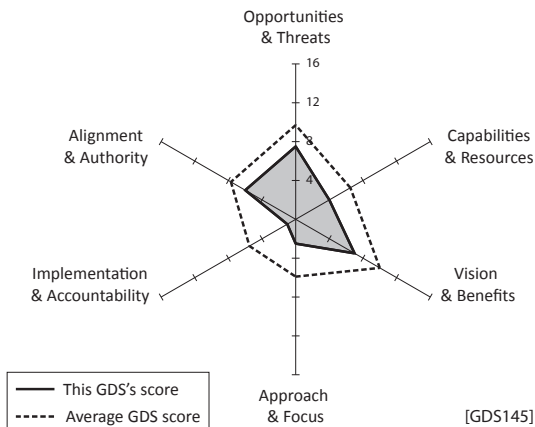 Opportunities
& Threats
16
12
8
4
Alignment
& Authority
Capabilities
& Resources
Implementation
& Accountability
Vision
& Benefits
This GDS's score
Average GDS score
Approach
& Focus
[GDS145]